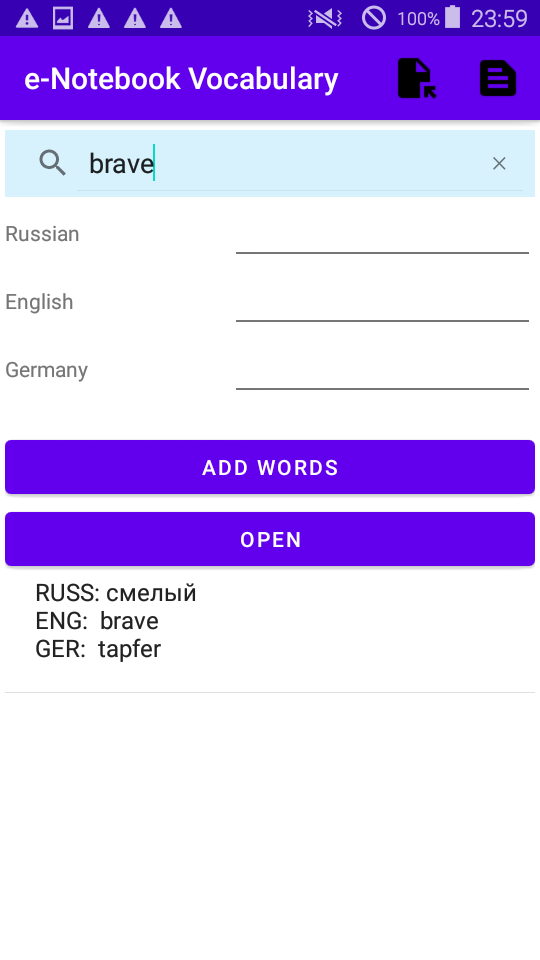 100% 23:59
e-Notebook Vocabulary
brave
Russian
English
Germany
ADD WORDS
OPEN
RUSS: смелый
ENG: brave
GER: tapfer